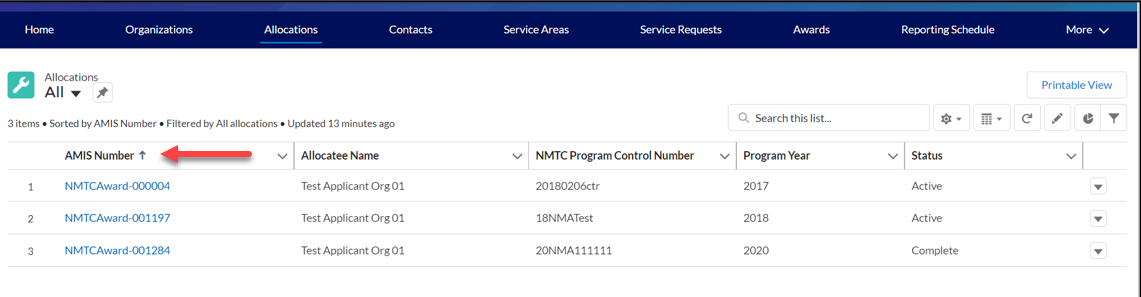 Home Organizations Allocations Contacts Service Areas Service Requests Awards Reporting Schedule More
Allocations
All
Printable View
3 items • Sorted by AMIS Number • Filtered by All allocations • Updated 13 minutes ago
Search this list...
AMIS Number Allocatee Name NMTC Program Control Number Program Year Status
1 NMTCAward-000004 Test Applicant Org 01 20180206ctr 2017 Active
2 NMTCAward-001197 Test Applicant Org 01 18NMATest 2018 Active
3 NMTCAward-001284 Test Applicant Org 01 20NMA111111 2020 Complete